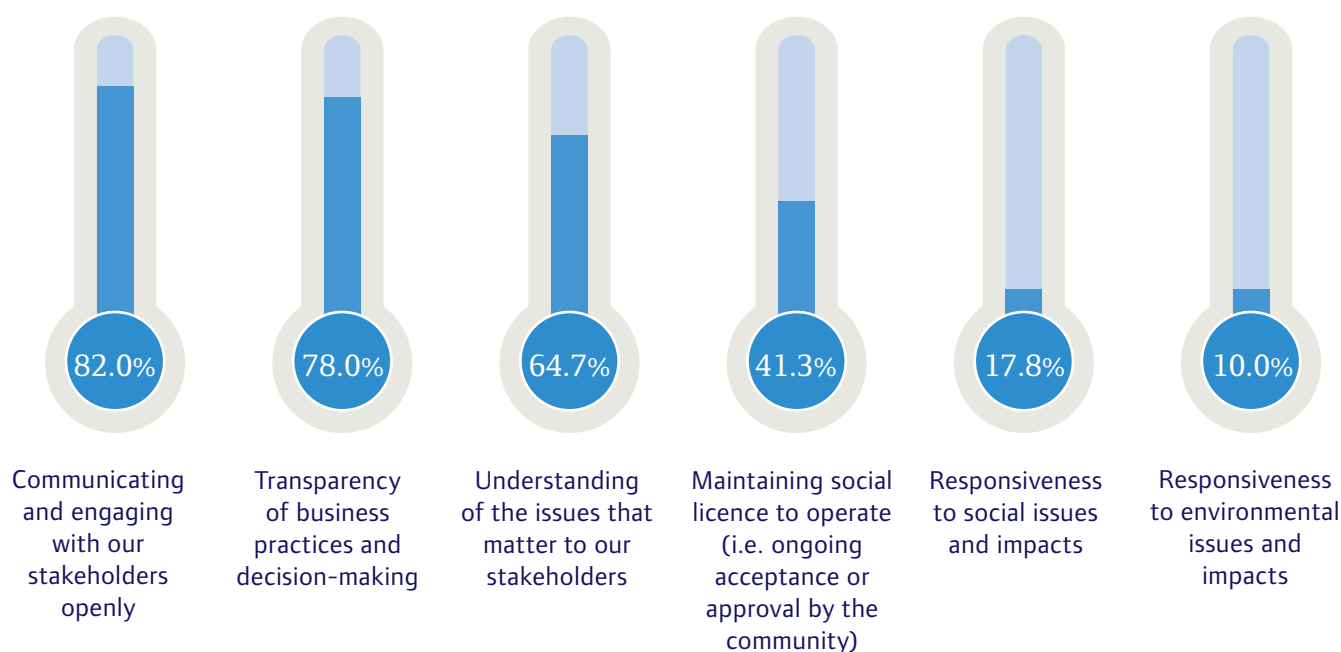 82.0%
78.0%
64.7%
41.3%
17.8%
10.0%
Communicating
and engaging
with our
stakeholders
openly
Transparency
of business
practices and
decision-making
Understanding
of the issues that
matter to our
stakeholders
Maintaining social
licence to operate
(i.e. ongoing
acceptance or
approval by the
community)
Responsiveness
to social issues
and impacts
Responsiveness
to environmental
issues and
impacts